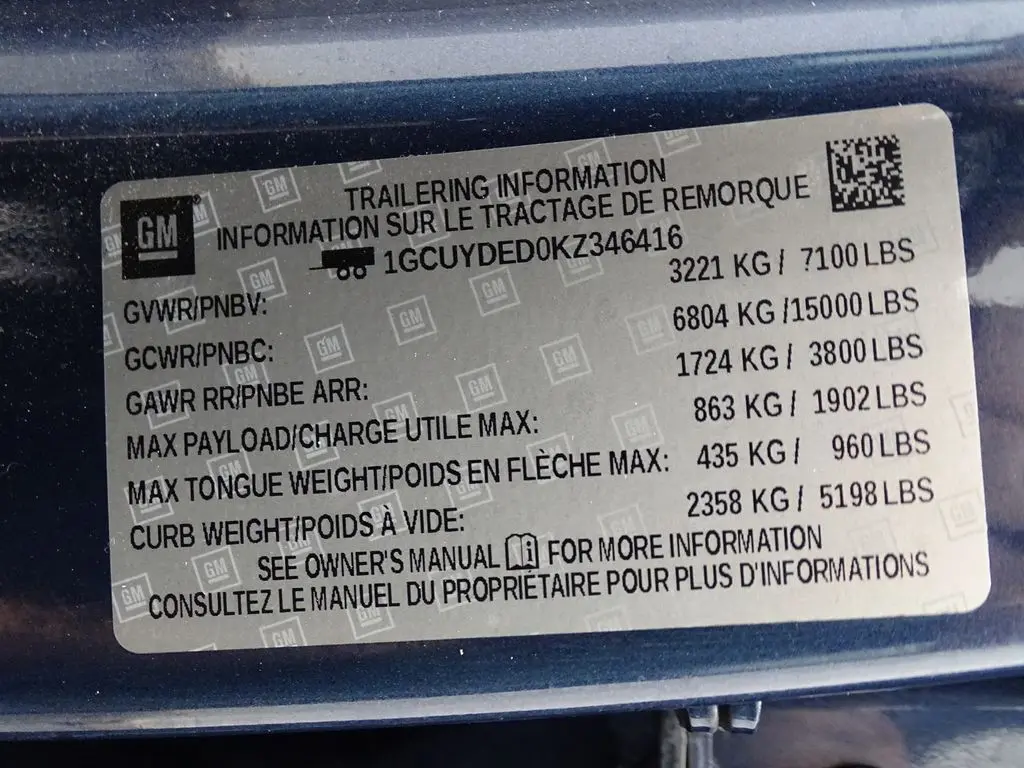 GM
TRAILERING INFORMATION
INFORMATION SUR LE TRACTAGE DE REMORQUE
1GCUYDED0KZ346416
GVWR/PNBV: 3221 KG / 7100 LBS
GCWR/PNBC: 6804 KG /15000 LBS
GAWR RR/PNBE ARR: 1724 KG / 3800 LBS
MAX PAYLOAD/CHARGE UTILE MAX: 863 KG / 1902 LBS
MAX TONGUE WEIGHT/POIDS EN FLÈCHE MAX: 435 KG / 960 LBS
CURB WEIGHT/POIDS À VIDE: 2358 KG / 5198 LBS
SEE OWNER'S MANUAL FOR MORE INFORMATION
CONSULTEZ LE MANUEL DU PROPRIÉTAIRE POUR PLUS D'INFORMATIONS